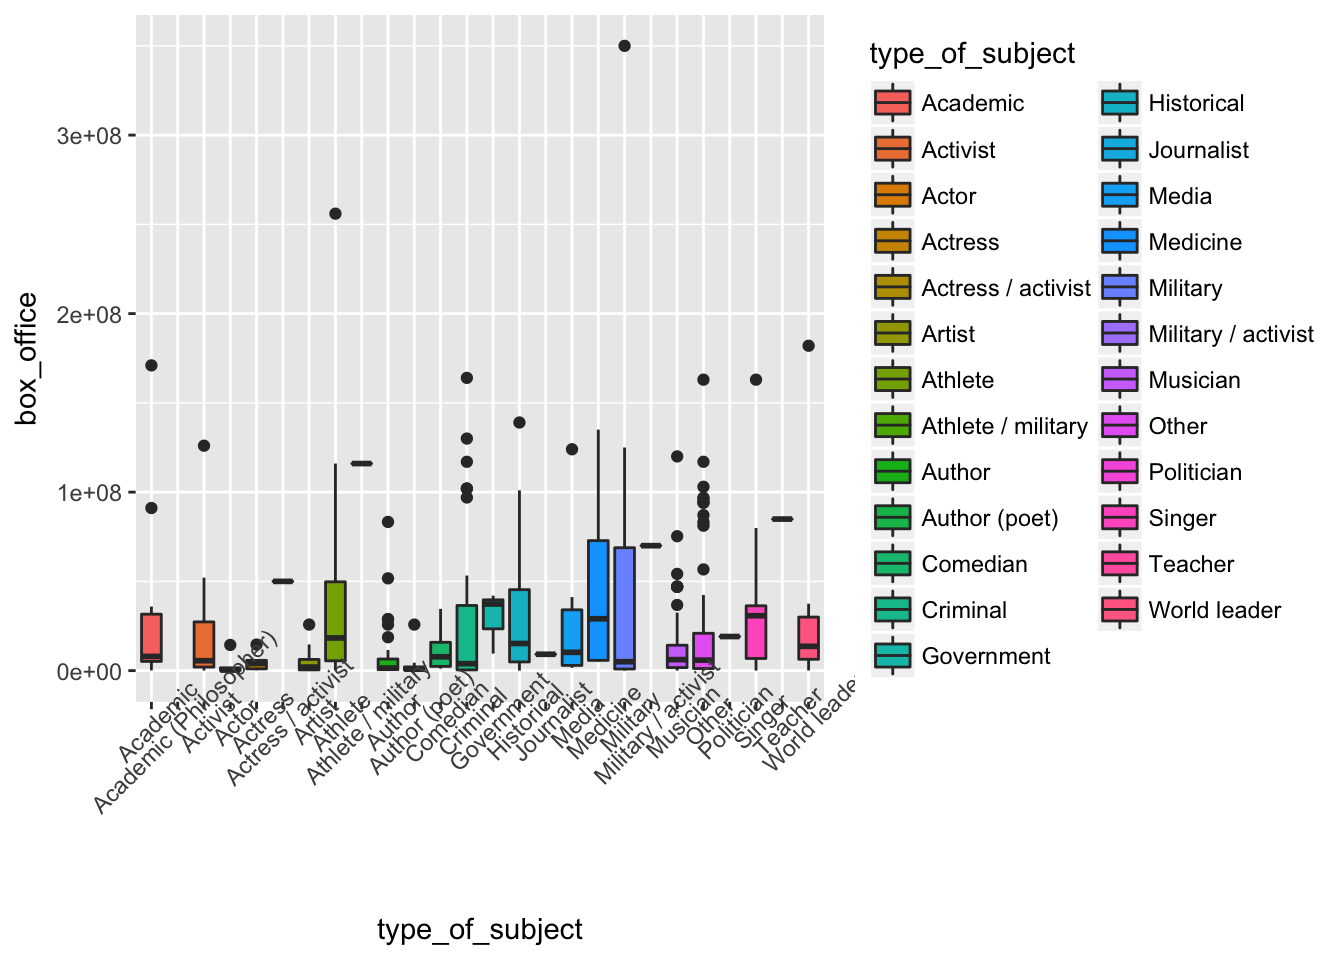 type_of_subject
Academic
Activist
Actor
Actress
Actress / activist
Artist
Athlete
Athlete / military
Author
Author (poet)
Comedian
Criminal
Government
Historical
Journalist
Media
Medicine
Military
Military / activist
Musician
Other
Politician
Singer
Teacher
World leader
box_office
3e+08
2e+08
1e+08
0e+00
Academic
Academic (Philosopher)
Activist
Actor
Actress
Actress / activist
Artist
Athlete
Athlete / military
Author
Author (poet)
Comedian
Criminal
Government
Historical
Journalist
Media
Medicine
Military
Military / activist
Musician
Other
Politician
Singer
Teacher
World leade
type_of_subject